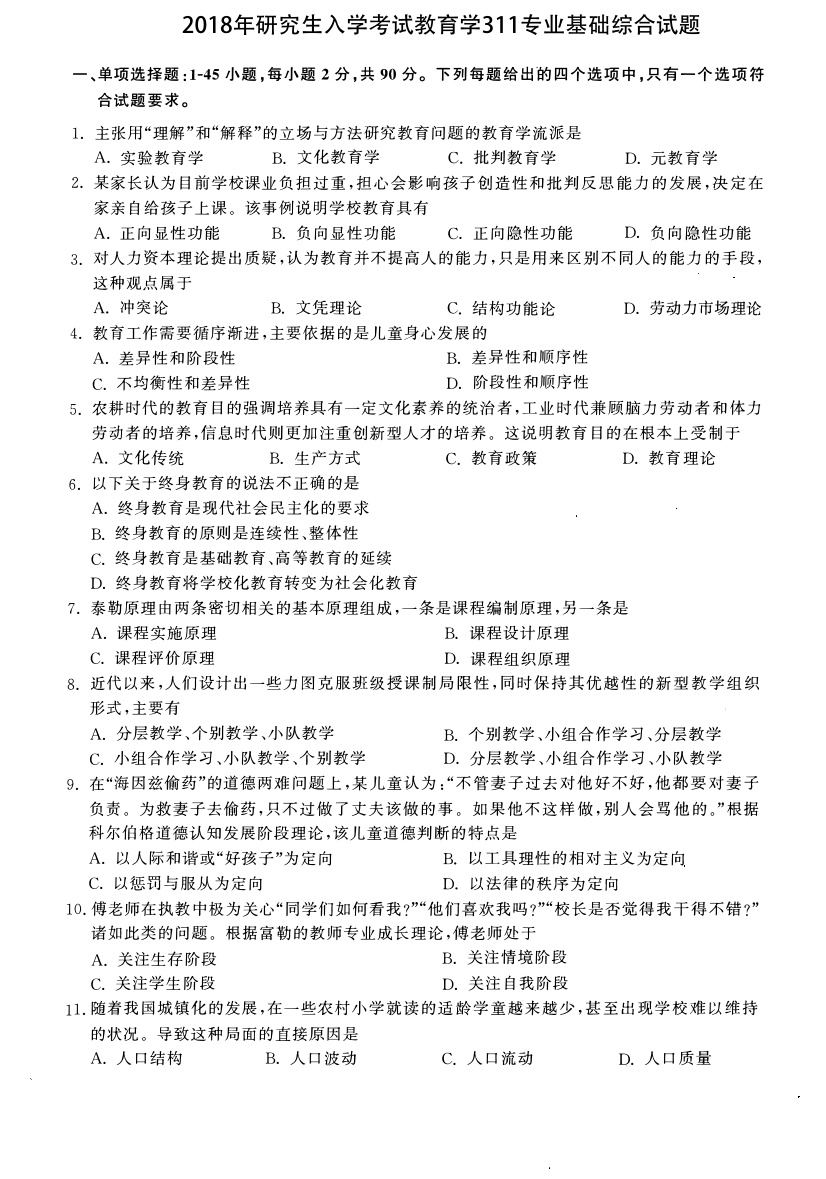 2018年研究生入学考试教育学311专业基础综合试题
一、单项选择题:1-45 小题,每小题 2 分,共 90 分。下列每题给出的四个选项中,只有一个选项符
合试题要求。
1. 主张用“理解”和“解释”的立场与方法研究教育问题的教育学流派是
A. 实验教育学 B. 文化教育学 C. 批判教育学 D. 元教育学
2. 某家长认为目前学校课业负担过重,担心会影响孩子创造性和批判反思能力的发展,决定在
家亲自给孩子上课。该事例说明学校教育具有
A. 正向显性功能 B. 负向显性功能 C. 正向隐性功能 D. 负向隐性功能
3. 对人力资本理论提出质疑,认为教育并不提高人的能力,只是用来区别不同人的能力的手段,
这种观点属于
A. 冲突论 B. 文凭理论 C. 结构功能论 D. 劳动力市场理论
4. 教育工作需要循序渐进,主要依据的是儿童身心发展的
A. 差异性和阶段性 B. 差异性和顺序性
C. 不均衡性和差异性 D. 阶段性和顺序性
5. 农耕时代的教育目的强调培养具有一定文化素养的统治者,工业时代兼顾脑力劳动者和体力
劳动者的培养,信息时代则更加注重创新型人才的培养。这说明教育目的在根本上受制于
A. 文化传统 B. 生产方式 C. 教育政策 D. 教育理论
6. 以下关于终身教育的说法不正确的是
A. 终身教育是现代社会民主化的要求
B. 终身教育的原则是连续性、整体性
C. 终身教育是基础教育、高等教育的延续
D. 终身教育将学校化教育转变为社会化教育
7. 泰勒原理由两条密切相关的基本原理组成,一条是课程编制原理,另一条是
A. 课程实施原理 B. 课程设计原理
C. 课程评价原理 D. 课程组织原理
8. 近代以来,人们设计出一些力图克服班级授课制局限性,同时保持其优越性的新型教学组织
形式,主要有
A. 分层教学、个别教学、小队教学 B. 个别教学、小组合作学习、分层教学
C. 小组合作学习、小队教学、个别教学 D. 分层教学、小组合作学习、小队教学
9. 在“海因兹偷药”的道德两难问题上,某儿童认为:“不管妻子过去对他好不好,他都要对妻子
负责。为救妻子去偷药,只不过做了丈夫该做的事。如果他不这样做,别人会骂他的。”根据
科尔伯格道德认知发展阶段理论,该儿童道德判断的特点是
A. 以人际和谐或“好孩子”为定向 B. 以工具理性的相对主义为定向
C. 以惩罚与服从为定向 D. 以法律的秩序为定向
10. 傅老师在执教中极为关心“同学们如何看我?”“他们喜欢我吗?”“校长是否觉得我干得不错?”
诸如此类的问题。根据富勒的教师专业成长理论,傅老师处于
A. 关注生存阶段 B. 关注情境阶段
C. 关注学生阶段 D. 关注自我阶段
11. 随着我国城镇化的发展,在一些农村小学就读的适龄学童越来越少,甚至出现学校难以维持
的状况。导致这种局面的直接原因是
A. 人口结构 B. 人口波动 C. 人口流动 D. 人口质量